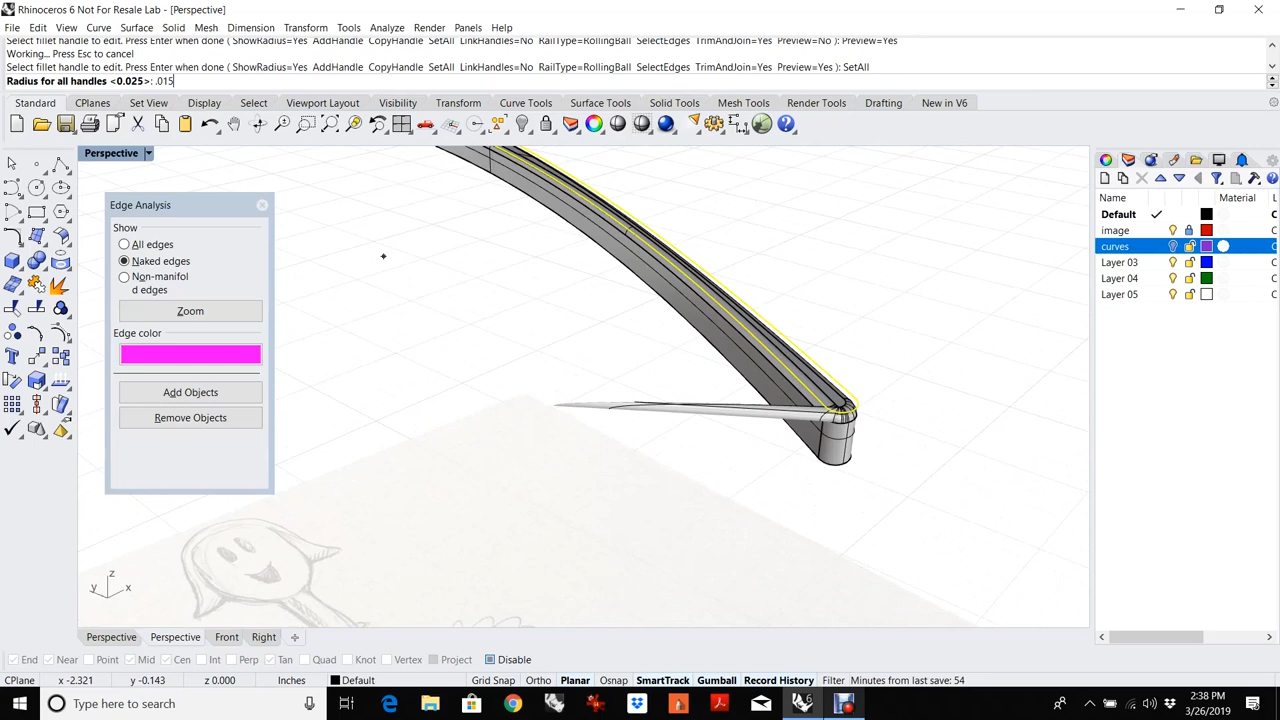 Rhinoceros 6 Not For Resale Lab - [Perspective]
File Edit View Curve Surface Solid Mesh Dimension Transform Tools Analyze Render Panels Help
Select fillet handle to edit. Press Enter when done ( ShowRadius=Yes AddHandle CopyHandle SetAll LinkHandles=No RailType=RollingBall SelectEdges TrimAndJoin=Yes Preview=No ): Preview=Yes
Working... Press Esc to cancel
Select fillet handle to edit. Press Enter when done ( ShowRadius=Yes AddHandle CopyHandle SetAll LinkHandles=No RailType=RollingBall SelectEdges TrimAndJoin=Yes Preview=Yes ): SetAll
Radius for all handles <0.025>: .015
Standard CPlanes Set View Display Select Viewport Layout Visibility Transform Curve Tools Surface Tools Solid Tools Mesh Tools Render Tools Drafting New in V6
Perspective
Edge Analysis
Show
All edges
Naked edges
Non-manifol
d edges
Zoom
Edge color
Add Objects
Remove Objects
Name Material L
Default C
image C
curves C
Layer 03 C
Layer 04 C
Layer 05 C
z
y x
Perspective Perspective Front Right
End Near Point Mid Cen Int Perp Tan Quad Knot Vertex Project Disable
CPlane x -2.321 y -0.143 z 0.000 Inches Default Grid Snap Ortho Planar Osnap SmartTrack Gumball Record History Filter Minutes from last save: 54
Type here to search
2:38 PM
3/26/2019